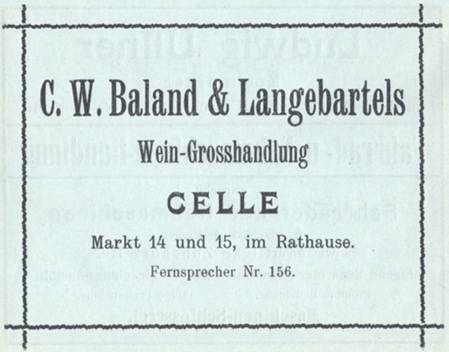 C. W. Baland & Langebartels
Wein-Grosshandlung
CELLE
Markt 14 und 15, im Rathause.
Fernsprecher Nr. 156.